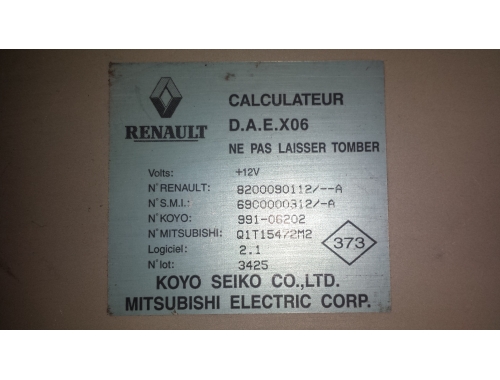 CALCULATEUR
RENAULT D.A.E.X06
NE PAS LAISSER TOMBER
Volts: +12V
N°RENAULT: 8200090112/--A
N°S.M.I.: 69C0000312/-A
N°KOYO: 991-06202
N°MITSUBISHI: Q1T15472M2
Logiciel: 2.1
N°lot: 3425
373
KOYO SEIKO CO.,LTD.
MITSUBISHI ELECTRIC CORP.